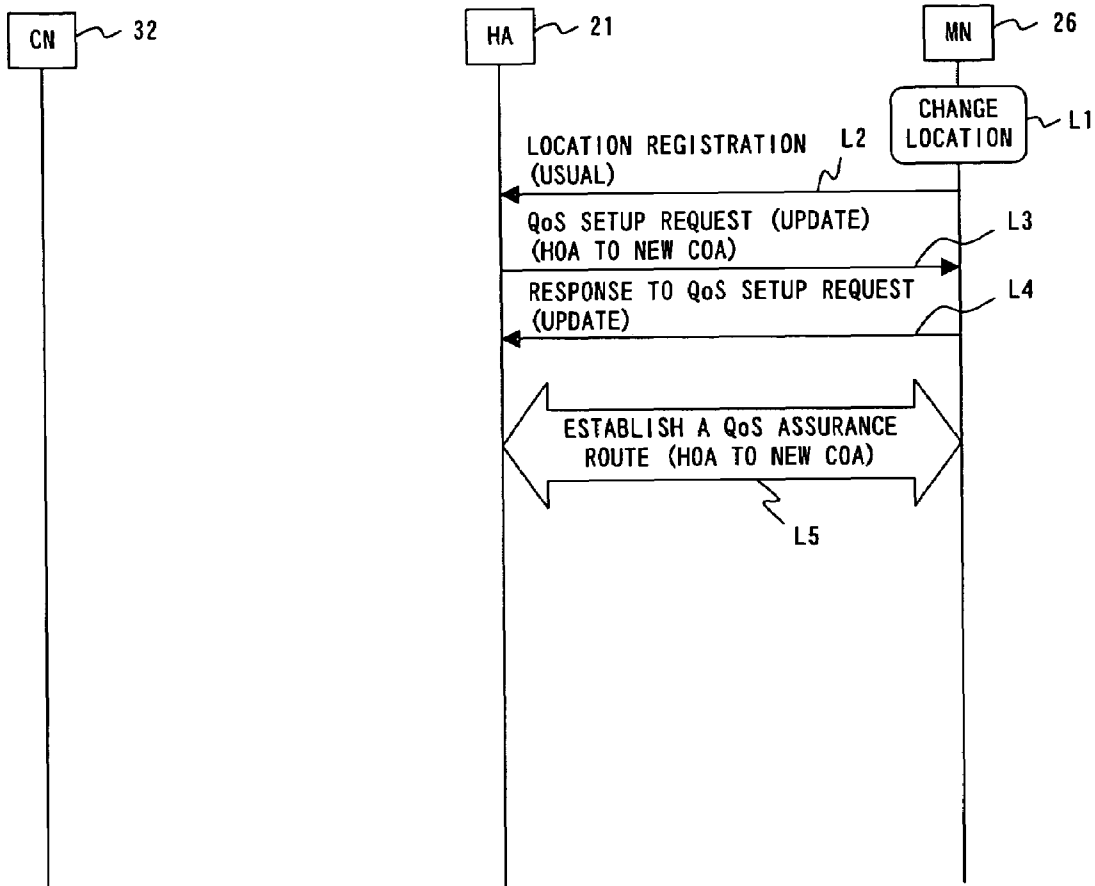 CN
32
HA
21
MN
26
CHANGE
LOCATION
L1
LOCATION REGISTRATION
(USUAL)
L2
QoS SETUP REQUEST (UPDATE)
(HOA TO NEW COA)
L3
RESPONSE TO QoS SETUP REQUEST
(UPDATE)
L4
ESTABLISH A QoS ASSURANCE
ROUTE (HOA TO NEW COA)
L5